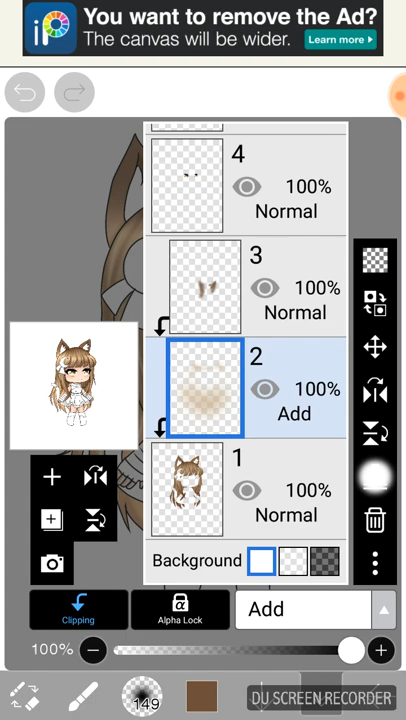 You want to remove the Ad?
The canvas will be wider.
Learn more
iP
4
100%
Normal
3
100%
Normal
2
100%
Add
1
100%
Normal
Background
Clipping
Alpha Lock
Add
100%
149
DU SCREEN RECORDER